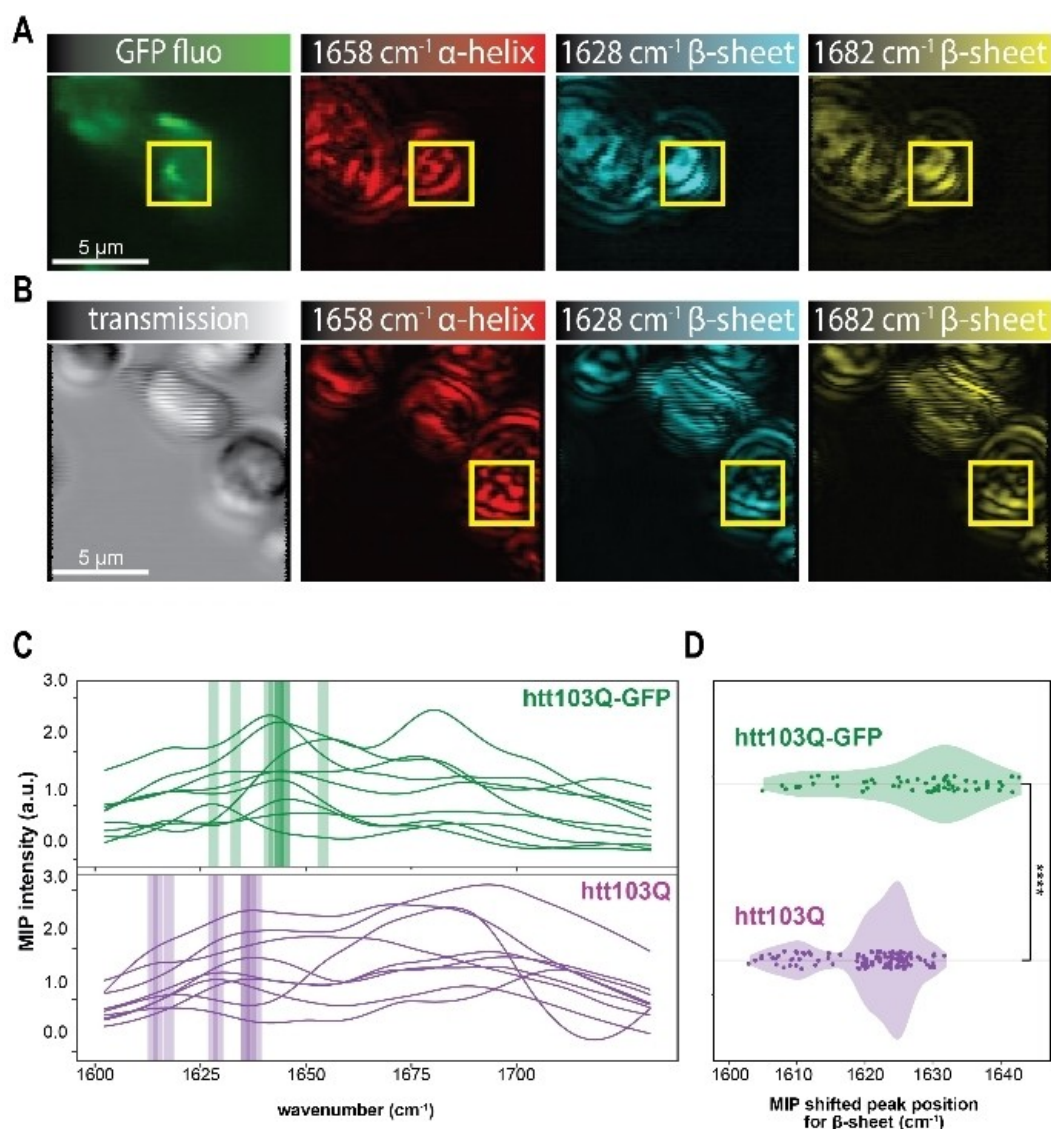 A
GFP fluo
1658 cm⁻¹ α-helix
1628 cm⁻¹ β-sheet
1682 cm⁻¹ β-sheet
5 μm
B
transmission
1658 cm⁻¹ α-helix
1628 cm⁻¹ β-sheet
1682 cm⁻¹ β-sheet
5 μm
C
MIP intensity (a.u.)
3.0
2.0
1.0
0.0
htt103Q-GFP
3.0
2.0
1.0
0.0
htt103Q
1600
1625
1650
1675
1700
wavenumber (cm⁻¹)
D
htt103Q-GFP
htt103Q
****
1600
1610
1620
1630
1640
MIP shifted peak position
for β-sheet (cm⁻¹)